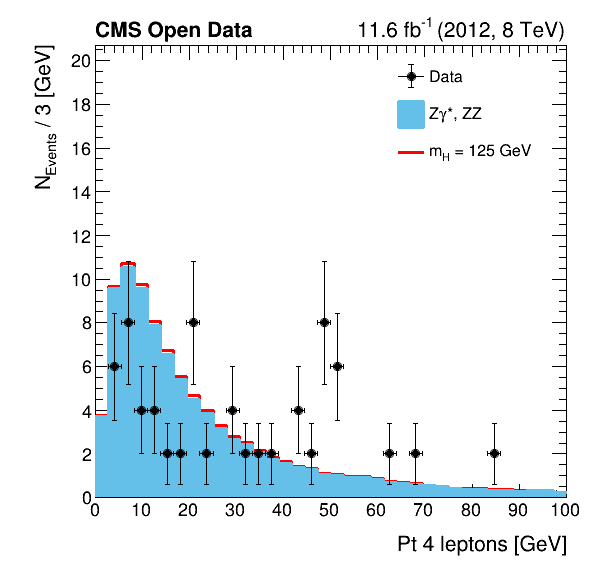 CMS Open Data
11.6 fb⁻¹ (2012, 8 TeV)
N_Events / 3 [GeV]
20
18
16
14
12
10
8
6
4
2
0
Data
Zγ*, ZZ
m_H = 125 GeV
0 10 20 30 40 50 60 70 80 90 100
Pt 4 leptons [GeV]